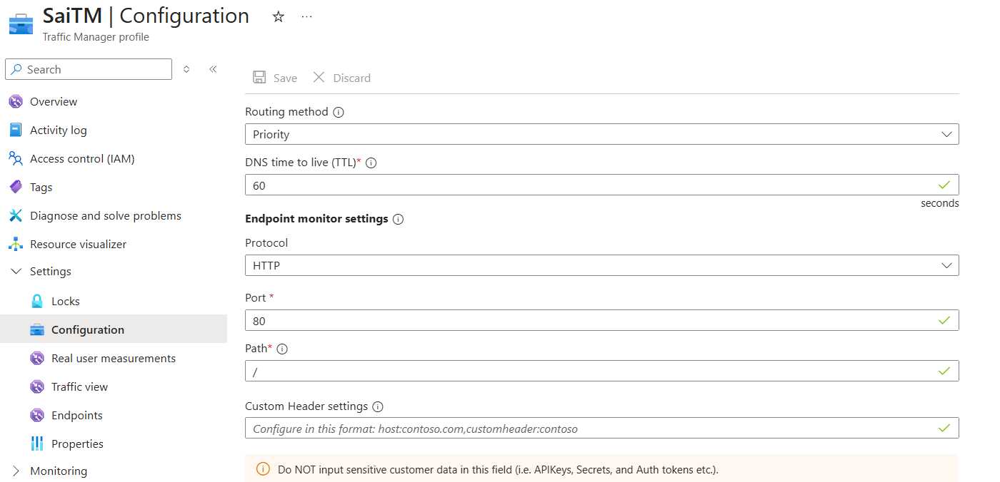 SaiTM | Configuration
Traffic Manager profile
Search
Overview
Activity log
Access control (IAM)
Tags
Diagnose and solve problems
Resource visualizer
Settings
Locks
Configuration
Real user measurements
Traffic view
Endpoints
Properties
Monitoring
Save Discard
Routing method
Priority
DNS time to live (TTL)*
60
seconds
Endpoint monitor settings
Protocol
HTTP
Port *
80
Path*
/
Custom Header settings
Configure in this format: host:contoso.com,customheader:contoso
Do NOT input sensitive customer data in this field (i.e. APIKeys, Secrets, and Auth tokens etc.).